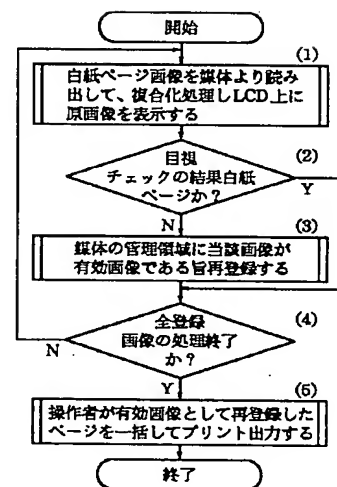 開始
(1)
白紙ページ画像を媒体より読み
出して、複合化処理しLCD上に
原画像を表示する
(2)
目視
チェックの結果白紙
ページか?
Y
N
(3)
媒体の管理領域に当該画像が
有効画像である旨再登録する
(4)
全登録
画像の処理終了
か?
N
Y
(5)
操作者が有効画像として再登録した
ページを一括してプリント出力する
終了